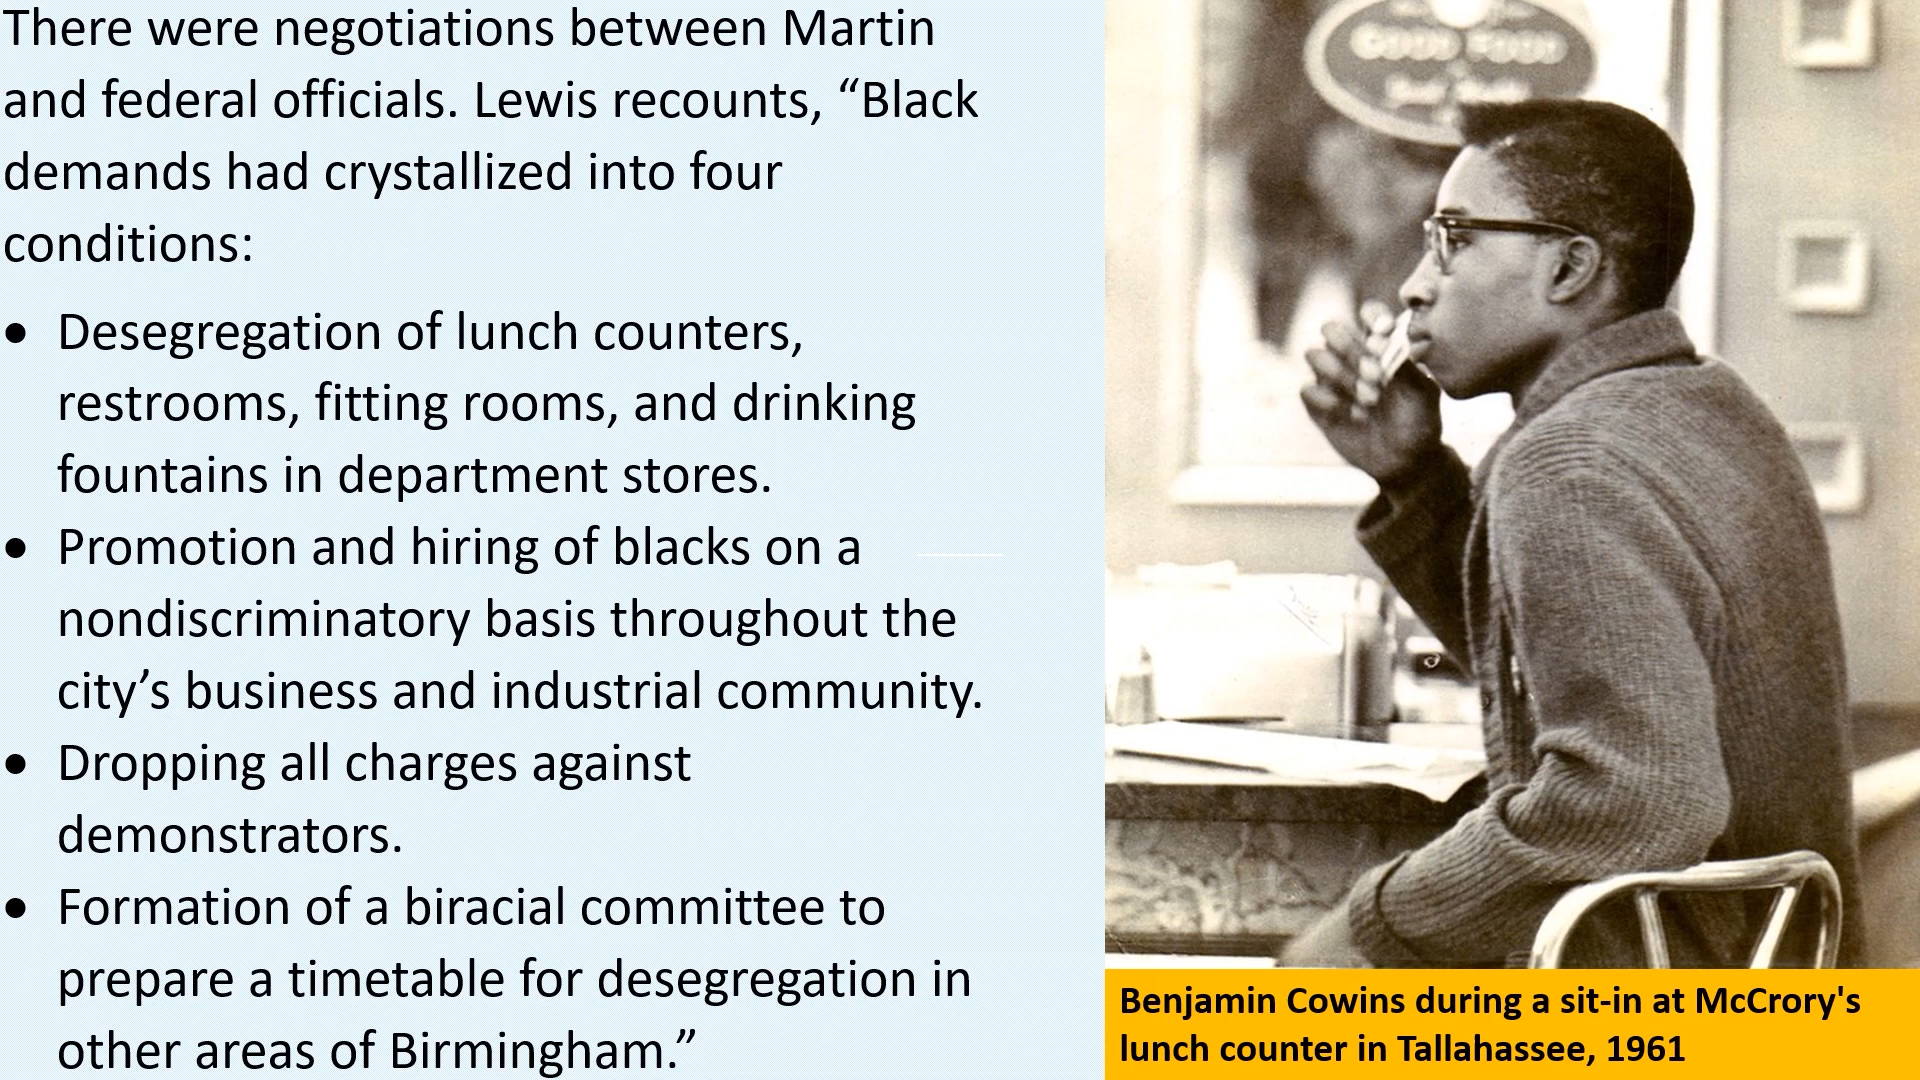 There were negotiations between Martin
and federal officials. Lewis recounts, “Black
demands had crystallized into four
conditions:
• Desegregation of lunch counters,
restrooms, fitting rooms, and drinking
fountains in department stores.
• Promotion and hiring of blacks on a
nondiscriminatory basis throughout the
city’s business and industrial community.
• Dropping all charges against
demonstrators.
• Formation of a biracial committee to
prepare a timetable for desegregation in
other areas of Birmingham.”
Benjamin Cowins during a sit-in at McCrory's
lunch counter in Tallahassee, 1961